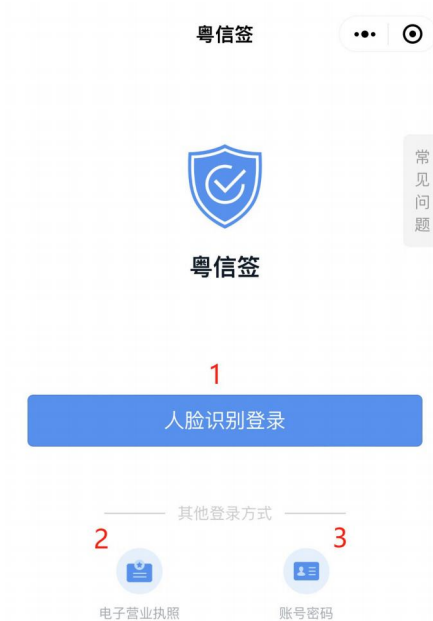 粤信签
常见问题
粤信签
1
人脸识别登录
其他登录方式
2
3
电子营业执照
账号密码